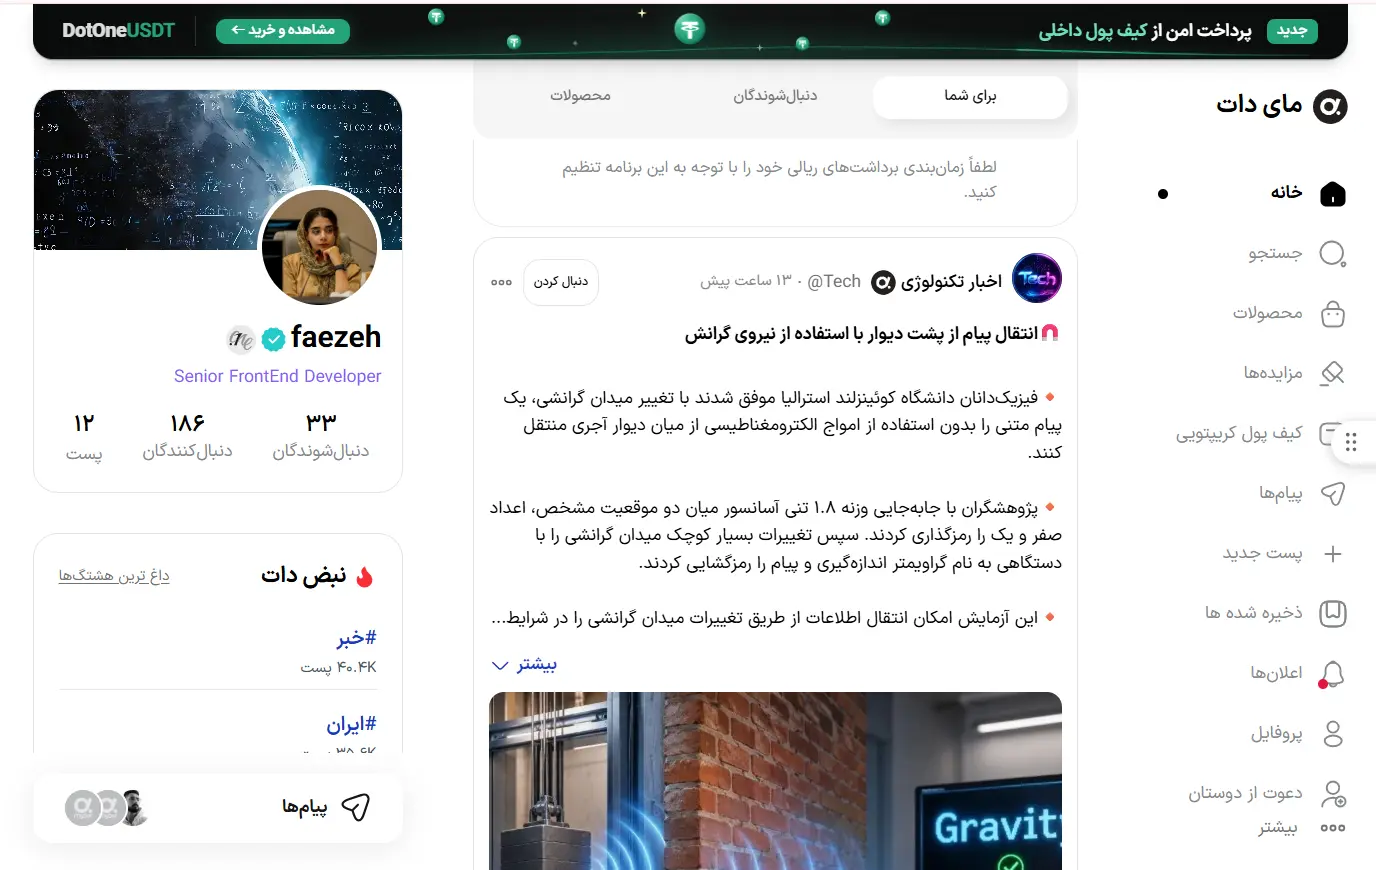 جدید
پرداخت امن از کیف پول داخلی
مشاهده و خرید ←
DotOneUSDT
مای دات
خانه
جستجو
محصولات
مزایده‌ها
کیف پول کریپتویی
پیام‌ها
پست جدید
ذخیره شده ها
اعلان‌ها
پروفایل
دعوت از دوستان
بیشتر
برای شما
دنبال‌شوندگان
محصولات
لطفاً زمان‌بندی برداشت‌های ریالی خود را با توجه به این برنامه تنظیم
کنید.
Tech
اخبار تکنولوژی
@Tech · ۱۳ ساعت پیش
دنبال کردن
انتقال پیام از پشت دیوار با استفاده از نیروی گرانش
فیزیک‌دانان دانشگاه کوئینزلند استرالیا موفق شدند با تغییر میدان گرانشی، یک
پیام متنی را بدون استفاده از امواج الکترومغناطیسی از میان دیوار آجری منتقل
کنند.
پژوهشگران با جابه‌جایی وزنه ۱.۸ تنی آسانسور میان دو موقعیت مشخص، اعداد
صفر و یک را رمزگذاری کردند. سپس تغییرات بسیار کوچک میدان گرانشی را با
دستگاهی به نام گراویمتر اندازه‌گیری و پیام را رمزگشایی کردند.
این آزمایش امکان انتقال اطلاعات از طریق تغییرات میدان گرانشی را در شرایط...
بیشتر
Gravity
faezeh
Senior FrontEnd Developer
۳۳
دنبال‌شوندگان
۱۸۶
دنبال‌کنندگان
۱۲
پست
نبض دات
داغ ترین هشتگ‌ها
#خبر
۴۰.۴K پست
#ایران
۳۵.۶K پست
پیام‌ها